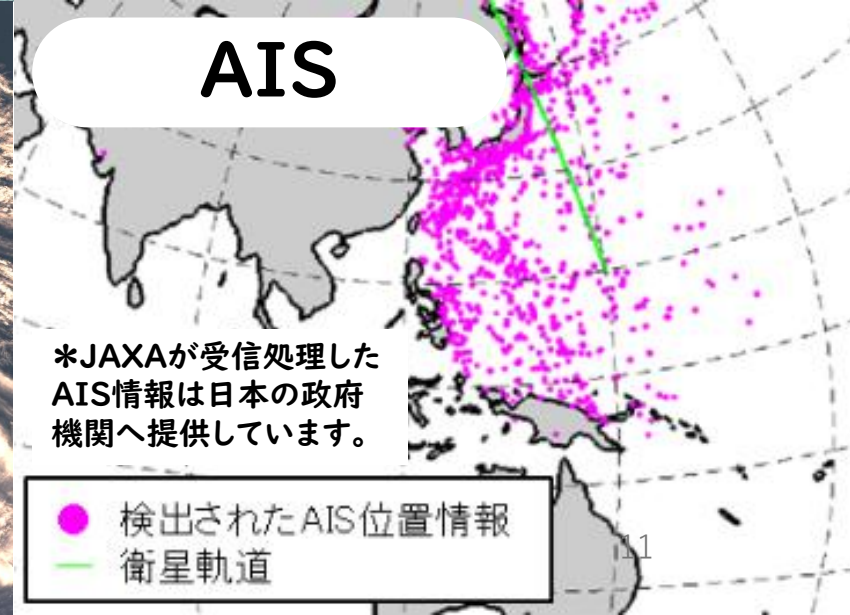 AIS
＊JAXAが受信処理した
AIS情報は日本の政府
機関へ提供しています。
検出されたAIS位置情報
衛星軌道
11